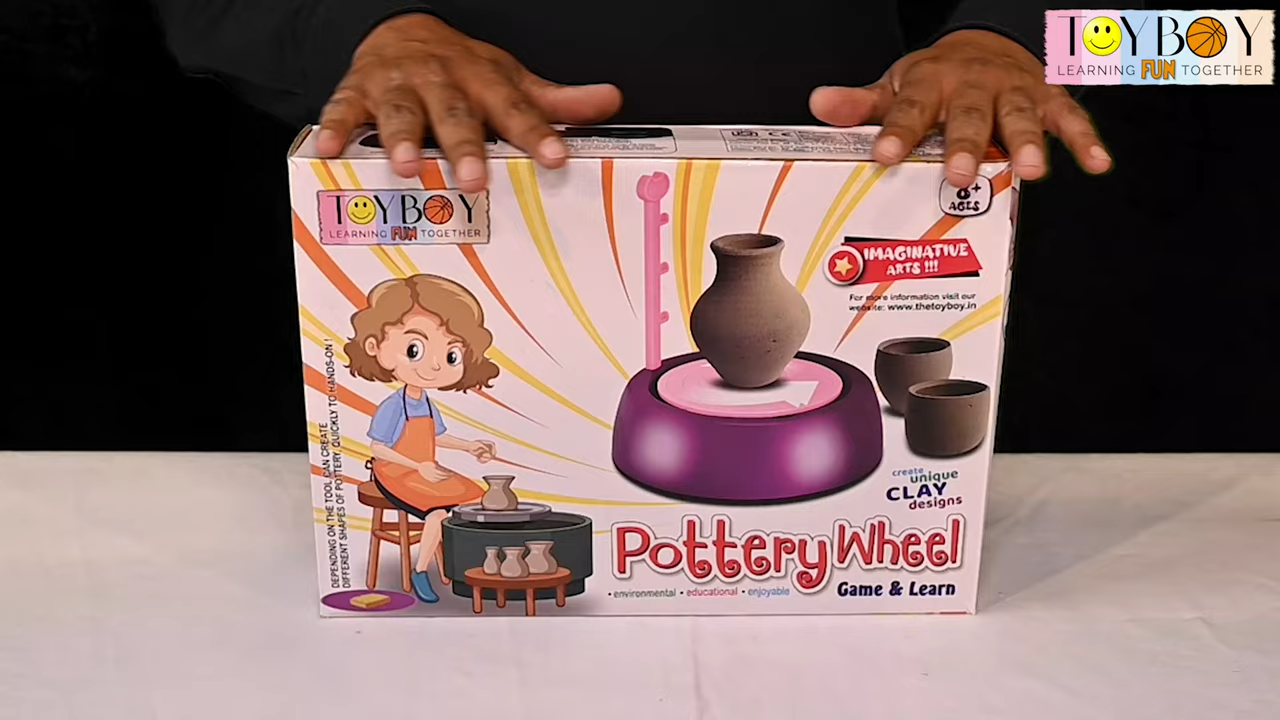 TOYBOY
LEARNING FUN TOGETHER
TOYBOY
LEARNING FUN TOGETHER
AGES
IMAGINATIVE
ARTS !!!
For more information visit our
website: www.thetoyboy.in
DEPENDING ON THE TOOL CAN CREATE
DIFFERENT SHAPES OF POTTERY, QUICKLY TO HANDS-ON !
create
unique
CLAY
designs
Pottery Wheel
• environmental • educational • enjoyable
Game & Learn